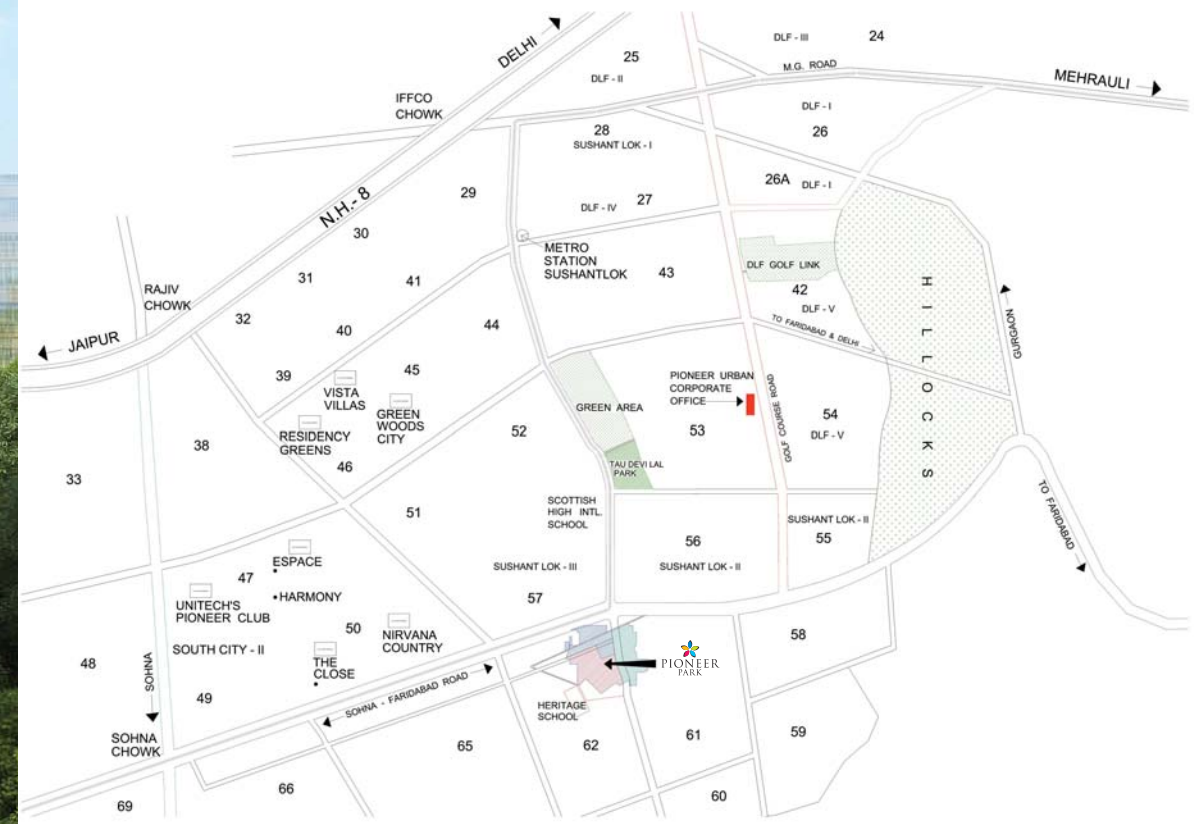 DELHI
25
DLF - II
DLF - III
24
M.G. ROAD
MEHRAULI
IFFCO
CHOWK
DLF - I
26
28
SUSHANT LOK - I
29
N.H.- 8
27
DLF - IV
26A
DLF - I
30
METRO
STATION
SUSHANTLOK
43
DLF GOLF LINK
31
41
RAJIV
CHOWK
42
DLF - V
HILLOCKS
GURGAON
32
40
44
TO FARIDABAD & DELHI
JAIPUR
39
45
VISTA
VILLAS
GREEN
WOODS
CITY
PIONEER URBAN
CORPORATE
OFFICE
GREEN AREA
GOLF COURSE ROAD
54
DLF - V
53
52
RESIDENCY
GREENS
38
46
33
TAU DEVI LAL
PARK
TO FARIDABAD
SCOTTISH
HIGH INTL.
SCHOOL
51
SUSHANT LOK - II
55
56
SUSHANT LOK - II
ESPACE
SUSHANT LOK - III
57
47
HARMONY
UNITECH'S
PIONEER CLUB
50
NIRVANA
COUNTRY
58
SOUTH CITY - II
48
SOHNA
THE
CLOSE
PIONEER
PARK
49
SOHNA - FARIDABAD ROAD
HERITAGE
SCHOOL
SOHNA
CHOWK
65
62
61
59
66
69
60